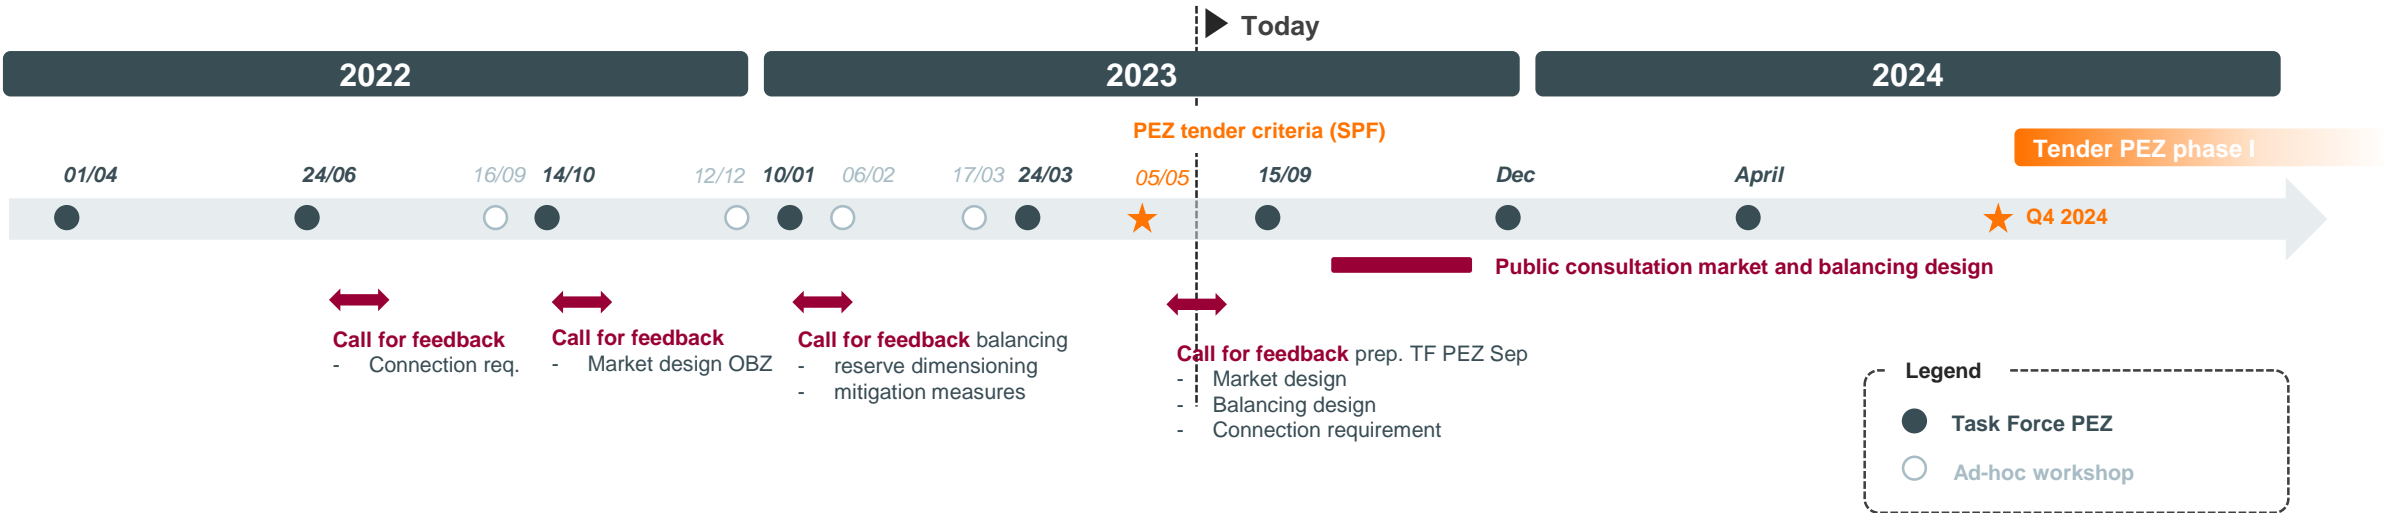 Today
2022
2023
2024
PEZ tender criteria (SPF)
Tender PEZ phase I
01/04
24/06
16/09
14/10
12/12
10/01
06/02
17/03
24/03
05/05
15/09
Dec
April
Q4 2024
Public consultation market and balancing design
Call for feedback
- Connection req.
Call for feedback
- Market design OBZ
Call for feedback balancing
- reserve dimensioning
- mitigation measures
Call for feedback prep. TF PEZ Sep
- Market design
- Balancing design
- Connection requirement
Legend
Task Force PEZ
Ad-hoc workshop